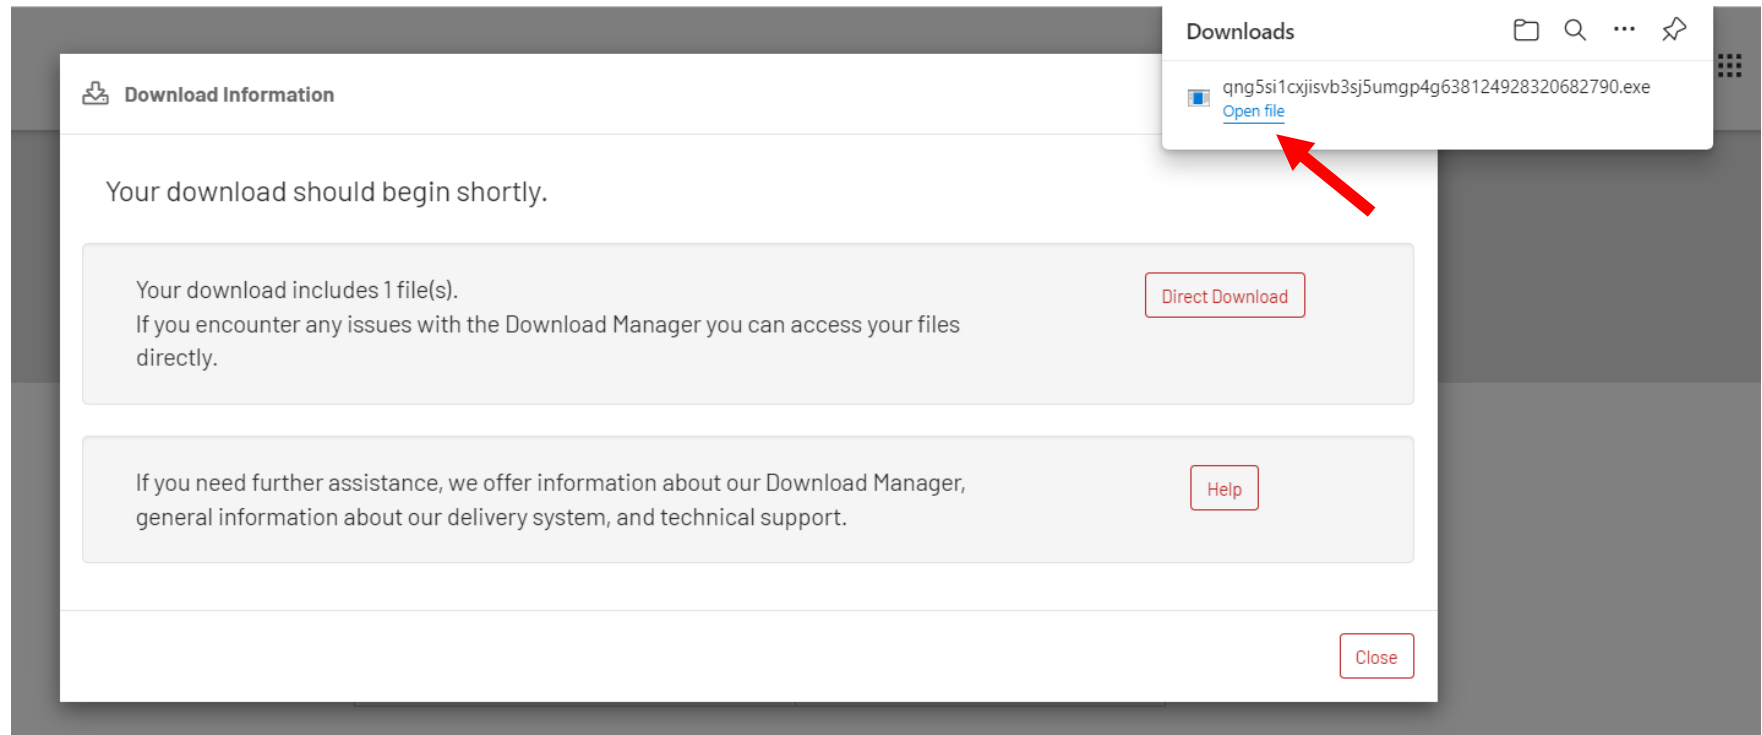 Downloads
qng5si1cxjisvb3sj5umgp4g638124928320682790.exe
Open file
Download Information
Your download should begin shortly.
Your download includes 1 file(s).
If you encounter any issues with the Download Manager you can access your files
directly.
Direct Download
If you need further assistance, we offer information about our Download Manager,
general information about our delivery system, and technical support.
Help
Close